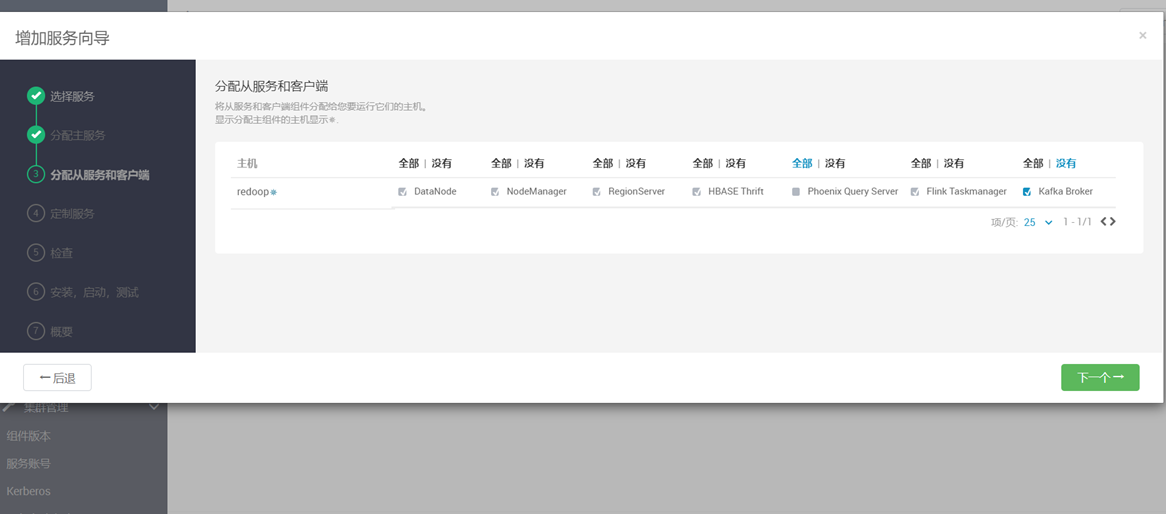 增加服务向导
×
选择服务
分配主服务
3 分配从服务和客户端
4 定制服务
5 检查
6 安装，启动，测试
7 概要
分配从服务和客户端
将从服务和客户端组件分配给您要运行它们的主机。
显示分配主组件的主机显示✵.
主机 全部 | 没有 全部 | 没有 全部 | 没有 全部 | 没有 全部 | 没有 全部 | 没有 全部 | 没有
redoop✵ DataNode NodeManager RegionServer HBASE Thrift Phoenix Query Server Flink Taskmanager Kafka Broker
项/页: 25 1 - 1/1
←后退
下一个→
集群管理
组件版本
服务账号
Kerberos